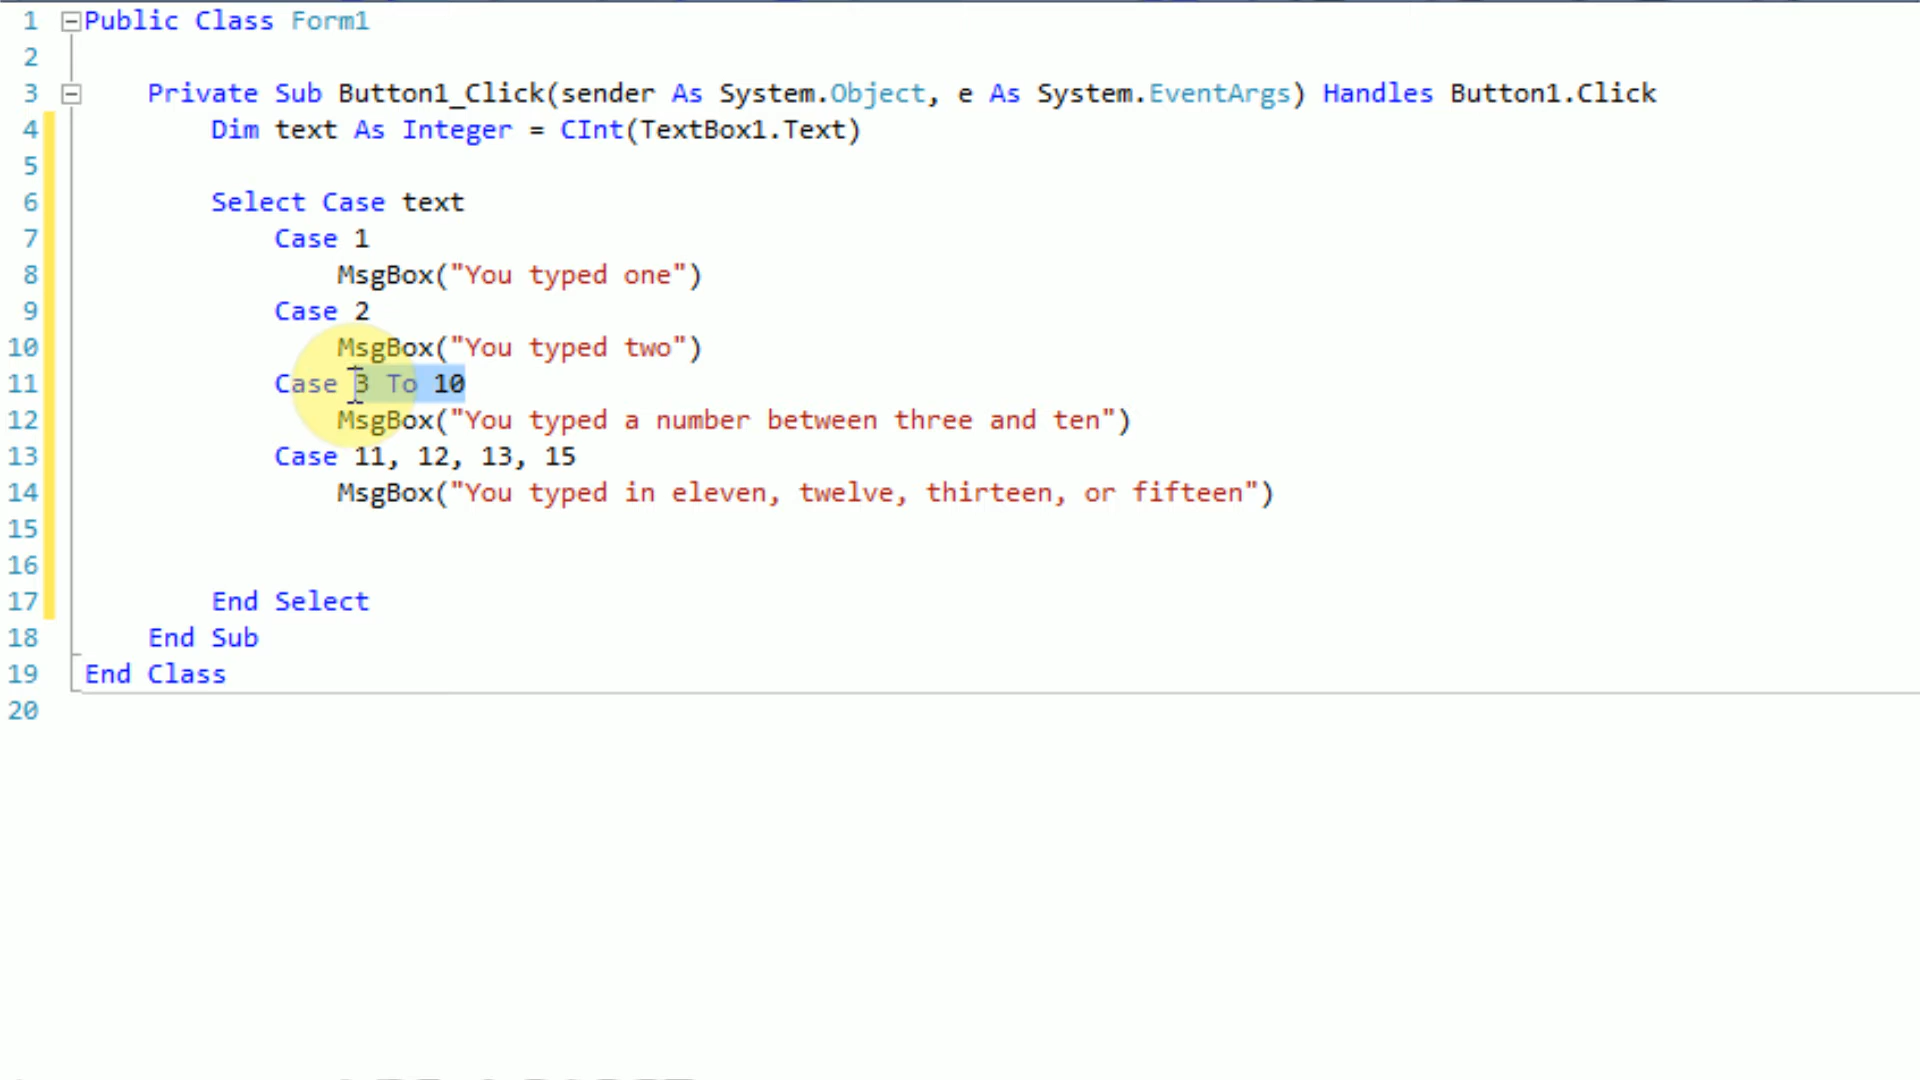 1 Public Class Form1
2
3 Private Sub Button1_Click(sender As System.Object, e As System.EventArgs) Handles Button1.Click
4 Dim text As Integer = CInt(TextBox1.Text)
5
6 Select Case text
7 Case 1
8 MsgBox("You typed one")
9 Case 2
10 MsgBox("You typed two")
11 Case 3 To 10
12 MsgBox("You typed a number between three and ten")
13 Case 11, 12, 13, 15
14 MsgBox("You typed in eleven, twelve, thirteen, or fifteen")
15
16
17 End Select
18 End Sub
19 End Class
20